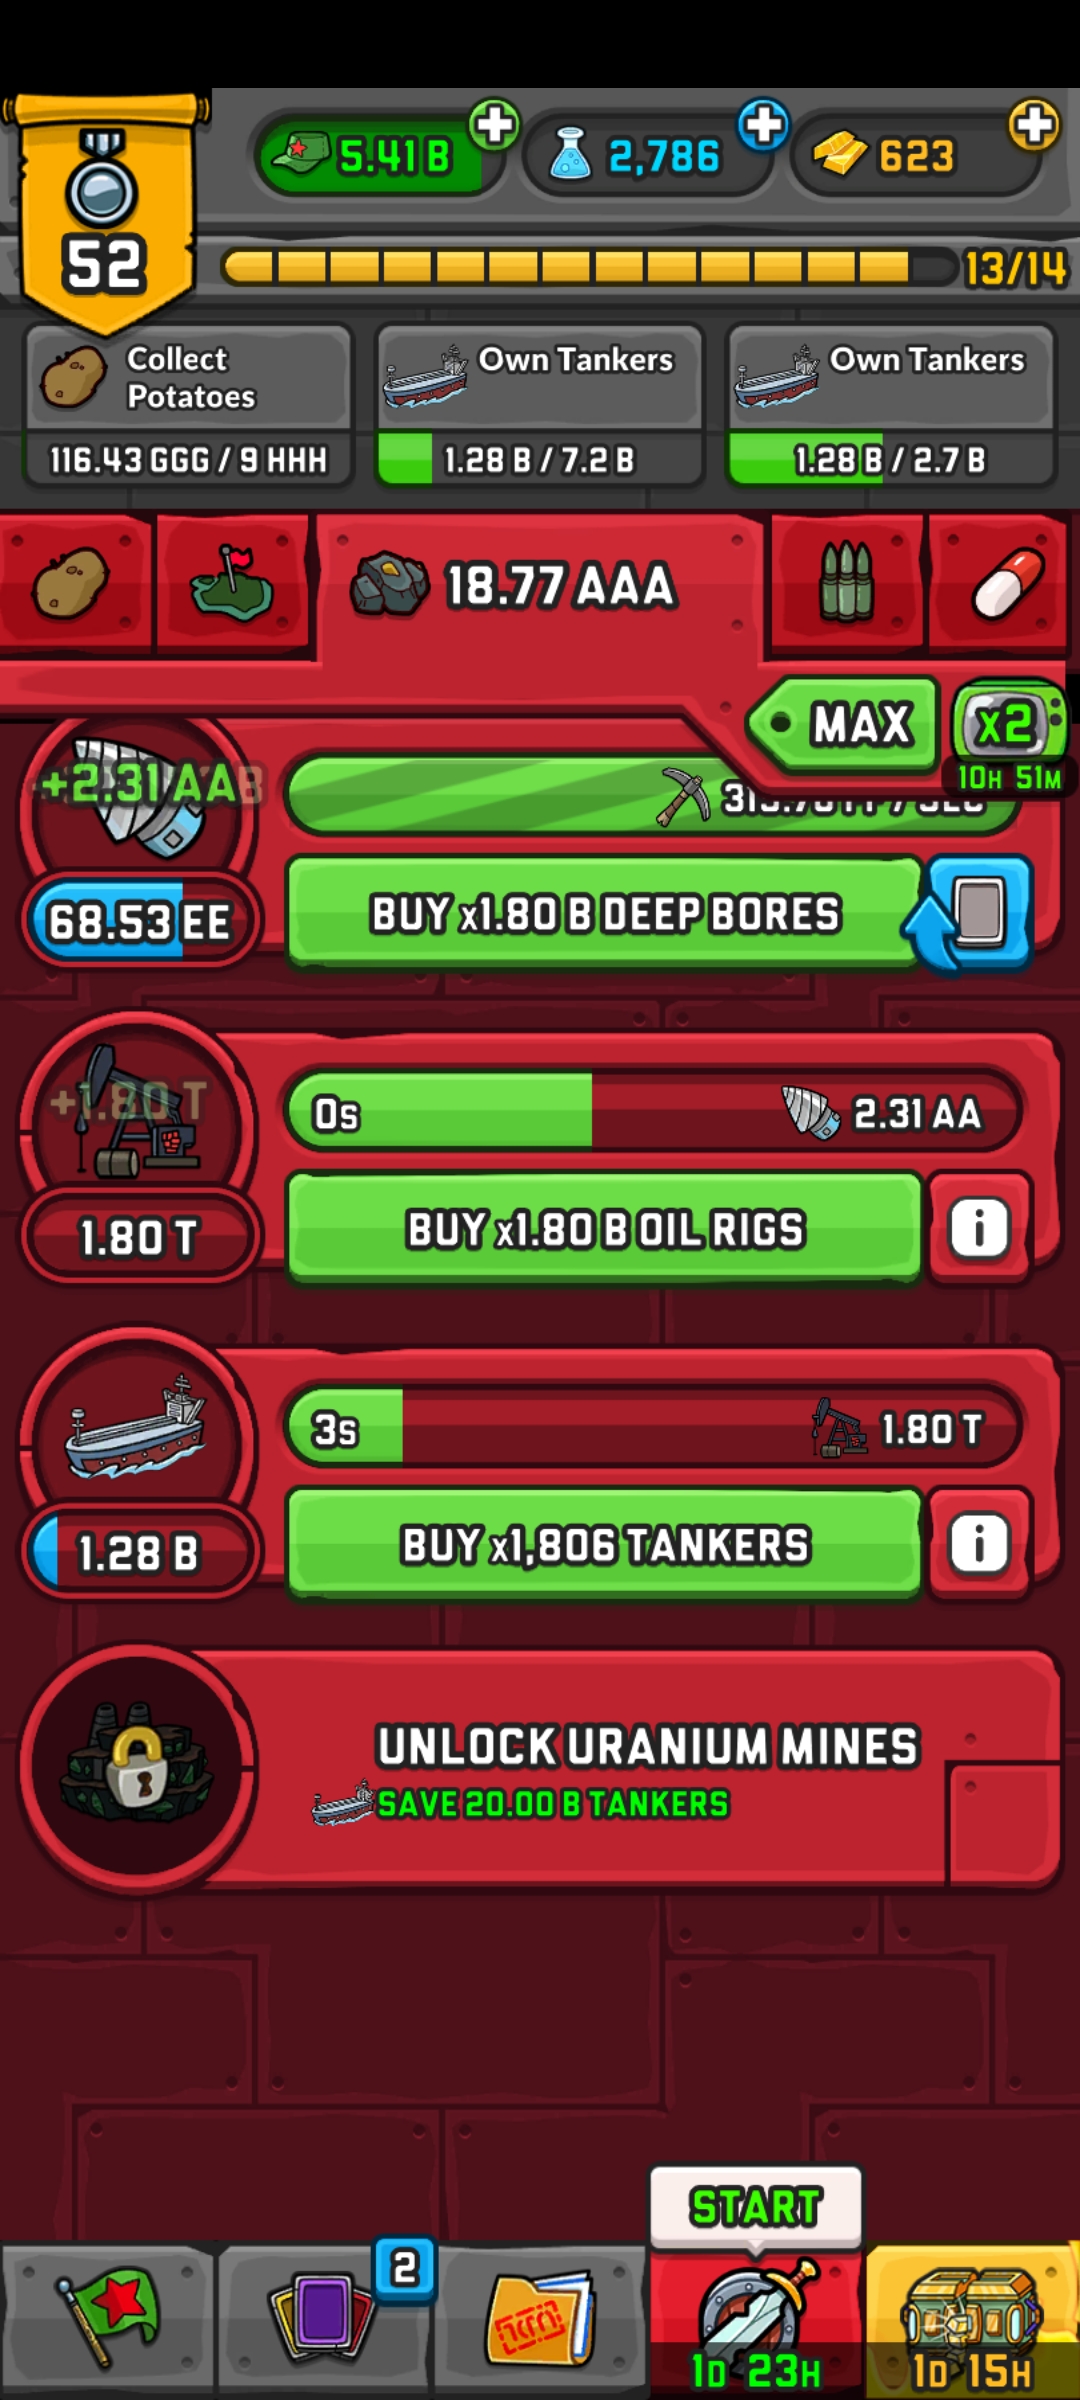 5.41 B
2,786
623
52
13/14
Collect
Potatoes
116.43 GGG / 9 HHH
Own Tankers
1.28 B / 7.2 B
Own Tankers
1.28 B / 2.7 B
18.77 AAA
MAX
x2
10H 51M
+2.31 AA
68.53 EE
BUY x1.80 B DEEP BORES
+1.80 T
0s
2.31 AA
1.80 T
BUY x1.80 B OIL RIGS
i
3s
1.80 T
1.28 B
BUY x1,806 TANKERS
i
UNLOCK URANIUM MINES
SAVE 20.00 B TANKERS
START
2
1D 23H
1D 15H